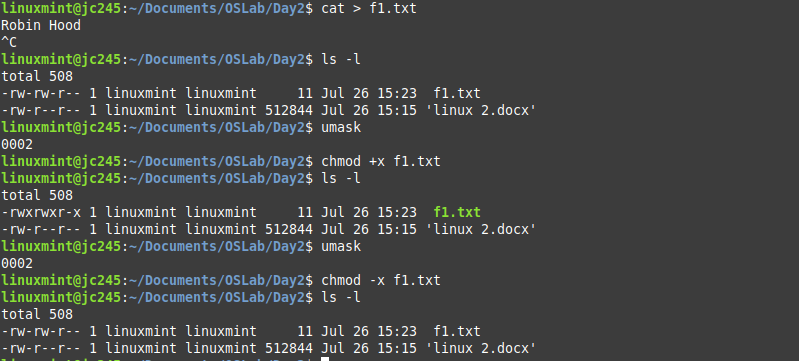 linuxmint@jc245:~/Documents/OSLab/Day2$ cat > f1.txt
Robin Hood
^C
linuxmint@jc245:~/Documents/OSLab/Day2$ ls -l
total 508
-rw-rw-r-- 1 linuxmint linuxmint     11 Jul 26 15:23  f1.txt
-rw-r--r-- 1 linuxmint linuxmint 512844 Jul 26 15:15 'linux 2.docx'
linuxmint@jc245:~/Documents/OSLab/Day2$ umask
0002
linuxmint@jc245:~/Documents/OSLab/Day2$ chmod +x f1.txt
linuxmint@jc245:~/Documents/OSLab/Day2$ ls -l
total 508
-rwxrwxr-x 1 linuxmint linuxmint     11 Jul 26 15:23  f1.txt
-rw-r--r-- 1 linuxmint linuxmint 512844 Jul 26 15:15 'linux 2.docx'
linuxmint@jc245:~/Documents/OSLab/Day2$ umask
0002
linuxmint@jc245:~/Documents/OSLab/Day2$ chmod -x f1.txt
linuxmint@jc245:~/Documents/OSLab/Day2$ ls -l
total 508
-rw-rw-r-- 1 linuxmint linuxmint     11 Jul 26 15:23  f1.txt
-rw-r--r-- 1 linuxmint linuxmint 512844 Jul 26 15:15 'linux 2.docx'
linuxmint@jc245:~/Documents/OSLab/Day2$